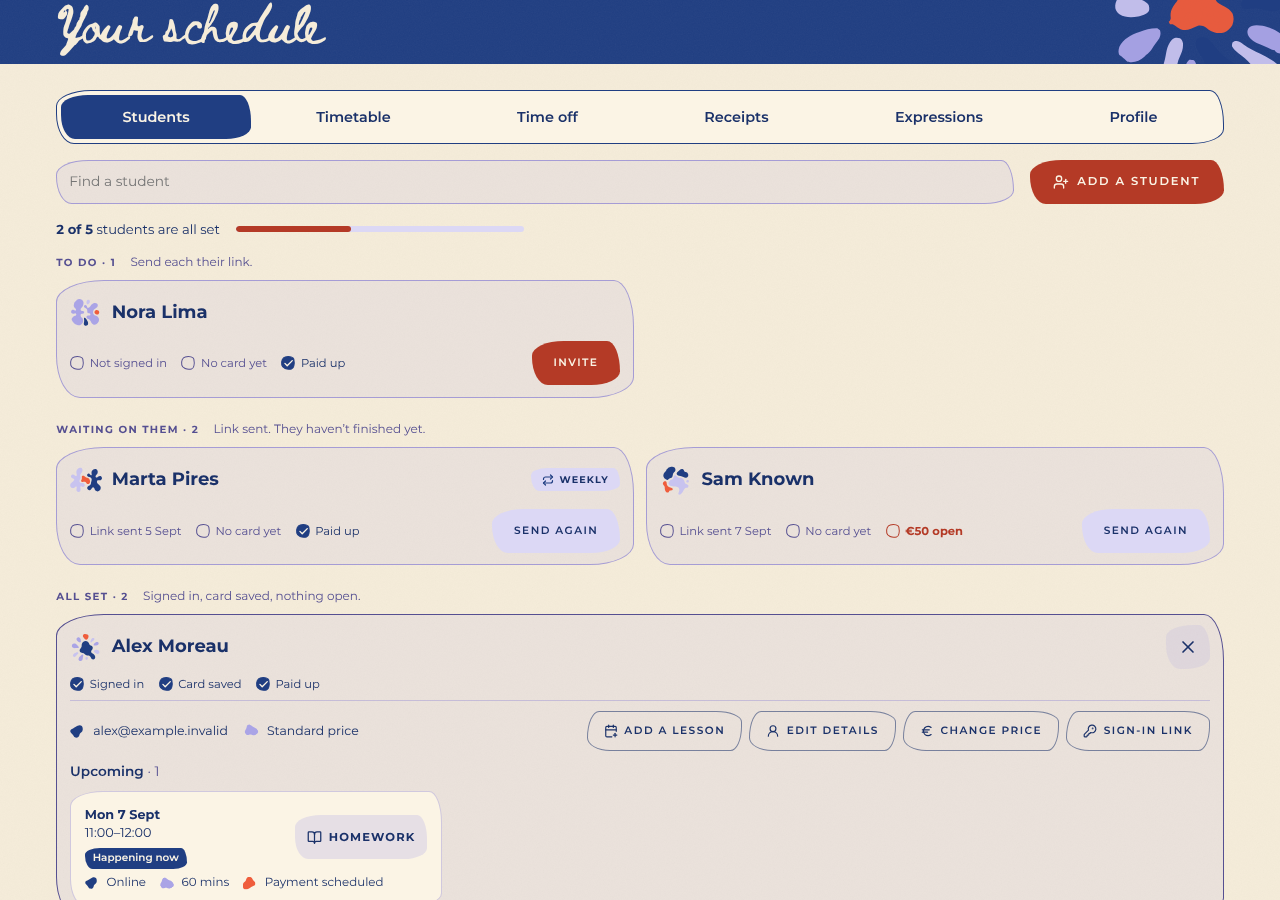 Your schedule
Students Timetable Time off Receipts Expressions Profile
Find a student ADD A STUDENT
2 of 5 students are all set
TO DO · 1 Send each their link.
Nora Lima
Not signed in No card yet Paid up INVITE
WAITING ON THEM · 2 Link sent. They haven’t finished yet.
Marta Pires WEEKLY
Link sent 5 Sept No card yet Paid up SEND AGAIN
Sam Known
Link sent 7 Sept No card yet €50 open SEND AGAIN
ALL SET · 2 Signed in, card saved, nothing open.
Alex Moreau
Signed in Card saved Paid up
alex@example.invalid Standard price ADD A LESSON EDIT DETAILS CHANGE PRICE SIGN-IN LINK
Upcoming · 1
Mon 7 Sept
11:00–12:00
HOMEWORK
Happening now
Online 60 mins Payment scheduled